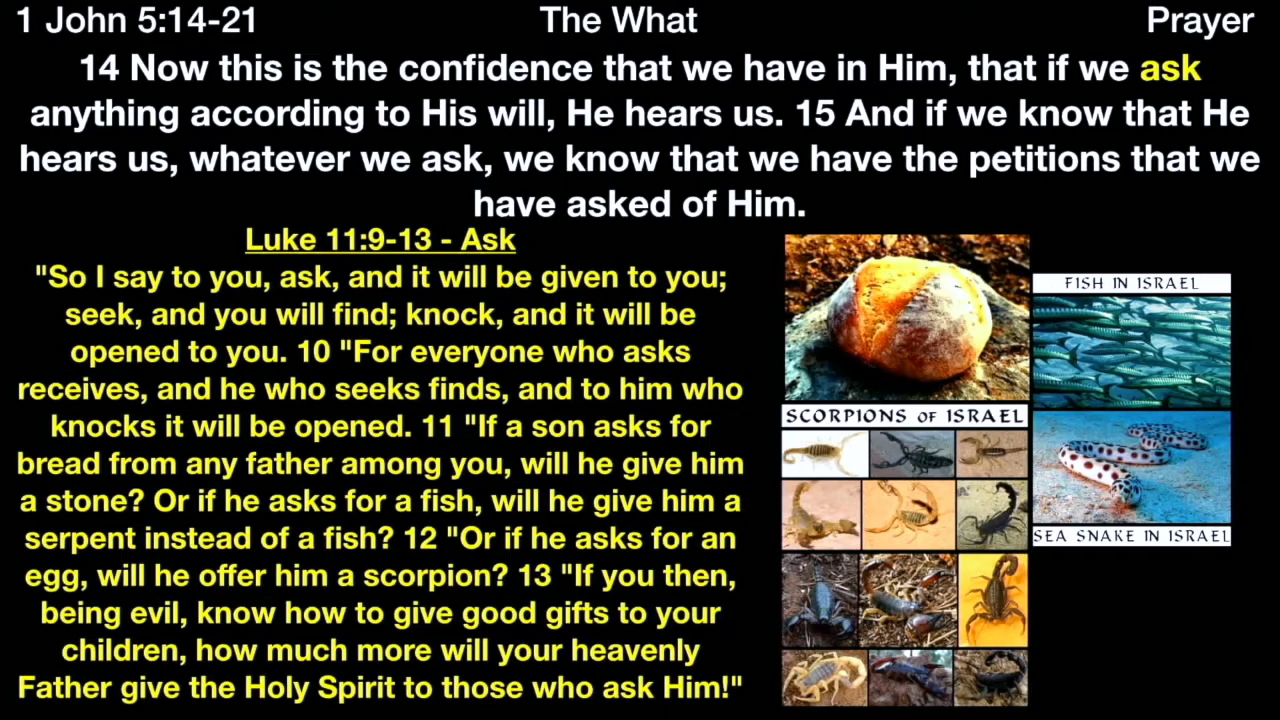 1 John 5:14-21 The What Prayer
14 Now this is the confidence that we have in Him, that if we ask
anything according to His will, He hears us. 15 And if we know that He
hears us, whatever we ask, we know that we have the petitions that we
have asked of Him.
Luke 11:9-13 - Ask
"So I say to you, ask, and it will be given to you;
seek, and you will find; knock, and it will be
opened to you. 10 "For everyone who asks
receives, and he who seeks finds, and to him who
knocks it will be opened. 11 "If a son asks for
bread from any father among you, will he give him
a stone? Or if he asks for a fish, will he give him a
serpent instead of a fish? 12 "Or if he asks for an
egg, will he offer him a scorpion? 13 "If you then,
being evil, know how to give good gifts to your
children, how much more will your heavenly
Father give the Holy Spirit to those who ask Him!"
FISH IN ISRAEL
SCORPIONS OF ISRAEL
SEA SNAKE IN ISRAEL